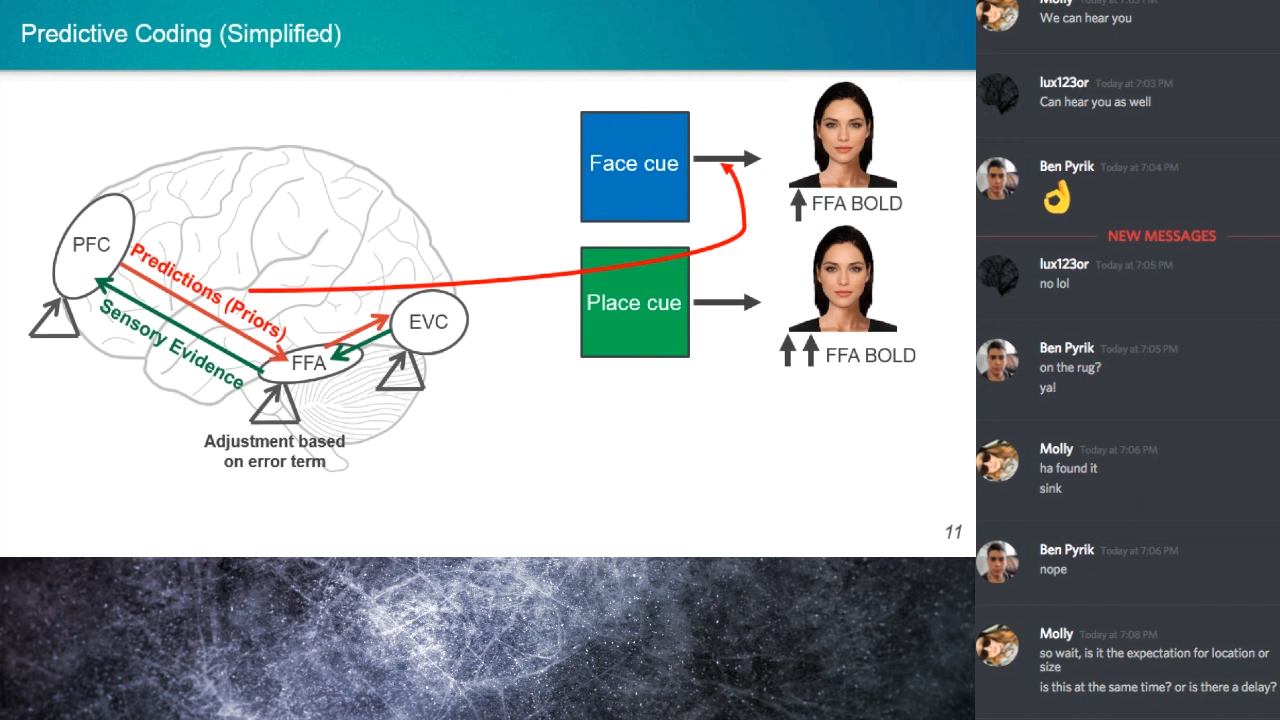 Predictive Coding (Simplified)
PFC
Predictions (Priors)
Sensory Evidence
FFA
EVC
Adjustment based
on error term
Face cue
FFA BOLD
Place cue
FFA BOLD
11
Molly Today at 7:03 PM
We can hear you
lux123or Today at 7:03 PM
Can hear you as well
Ben Pyrik Today at 7:04 PM
NEW MESSAGES
lux123or Today at 7:05 PM
no lol
Ben Pyrik Today at 7:05 PM
on the rug?
ya!
Molly Today at 7:06 PM
ha found it
sink
Ben Pyrik Today at 7:06 PM
nope
Molly Today at 7:08 PM
so wait, is it the expectation for location or
size
is this at the same time? or is there a delay?